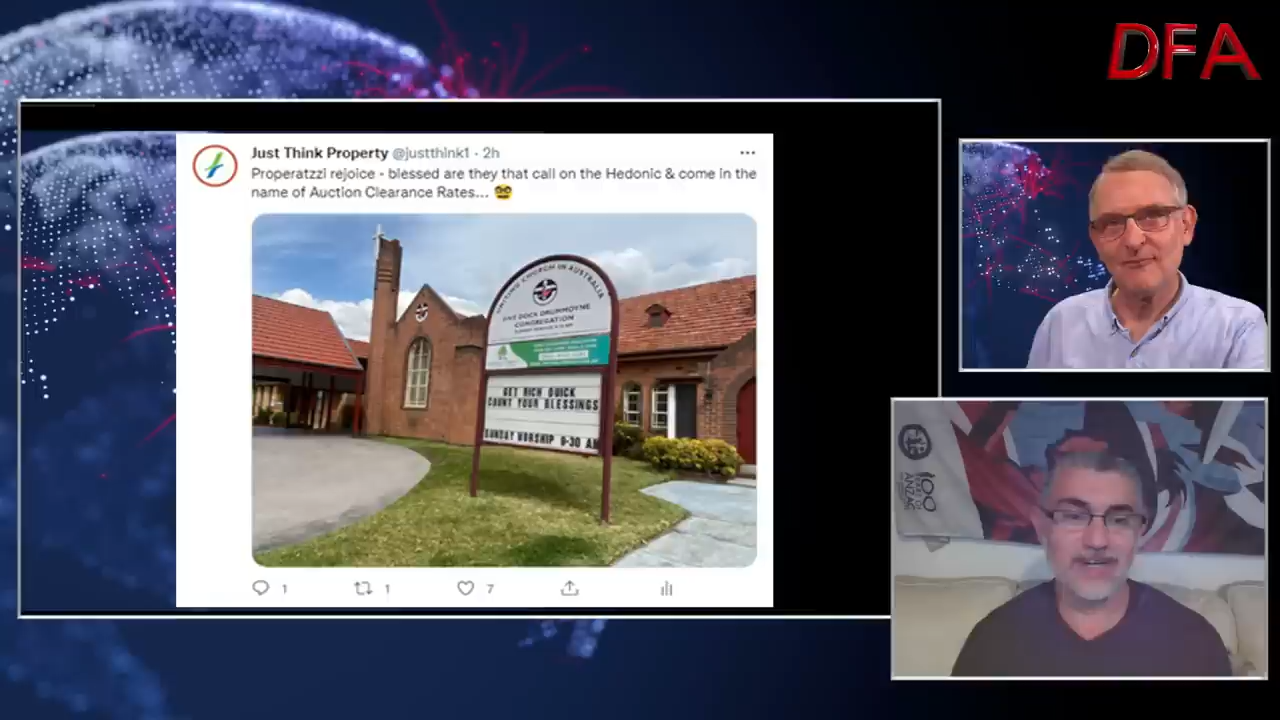 DFA
Just Think Property @justthink1 · 2h
Properatzzi rejoice - blessed are they that call on the Hedonic & come in the
name of Auction Clearance Rates...
UNITING CHURCH IN AUSTRALIA
FIVE DOCK DRUMMOYNE
CONGREGATION
GET RICH QUICK
COUNT YOUR BLESSINGS
SUNDAY WORSHIP 9-30 AM
1
1
7
100
ANZAC